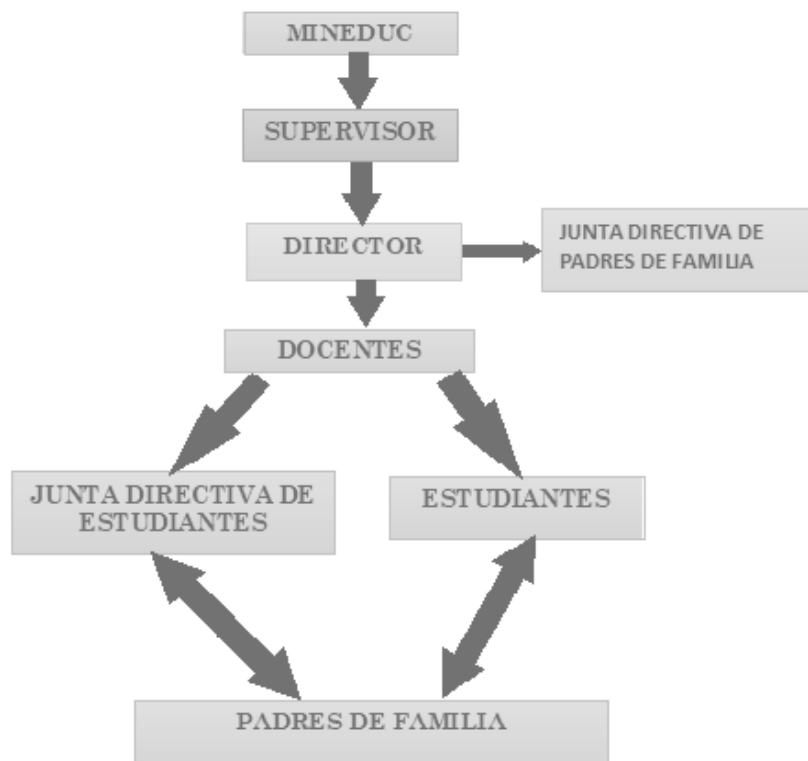 MINEDUC
SUPERVISOR
DIRECTOR
JUNTA DIRECTIVA DE
PADRES DE FAMILIA
DOCENTES
JUNTA DIRECTIVA DE
ESTUDIANTES
ESTUDIANTES
PADRES DE FAMILIA